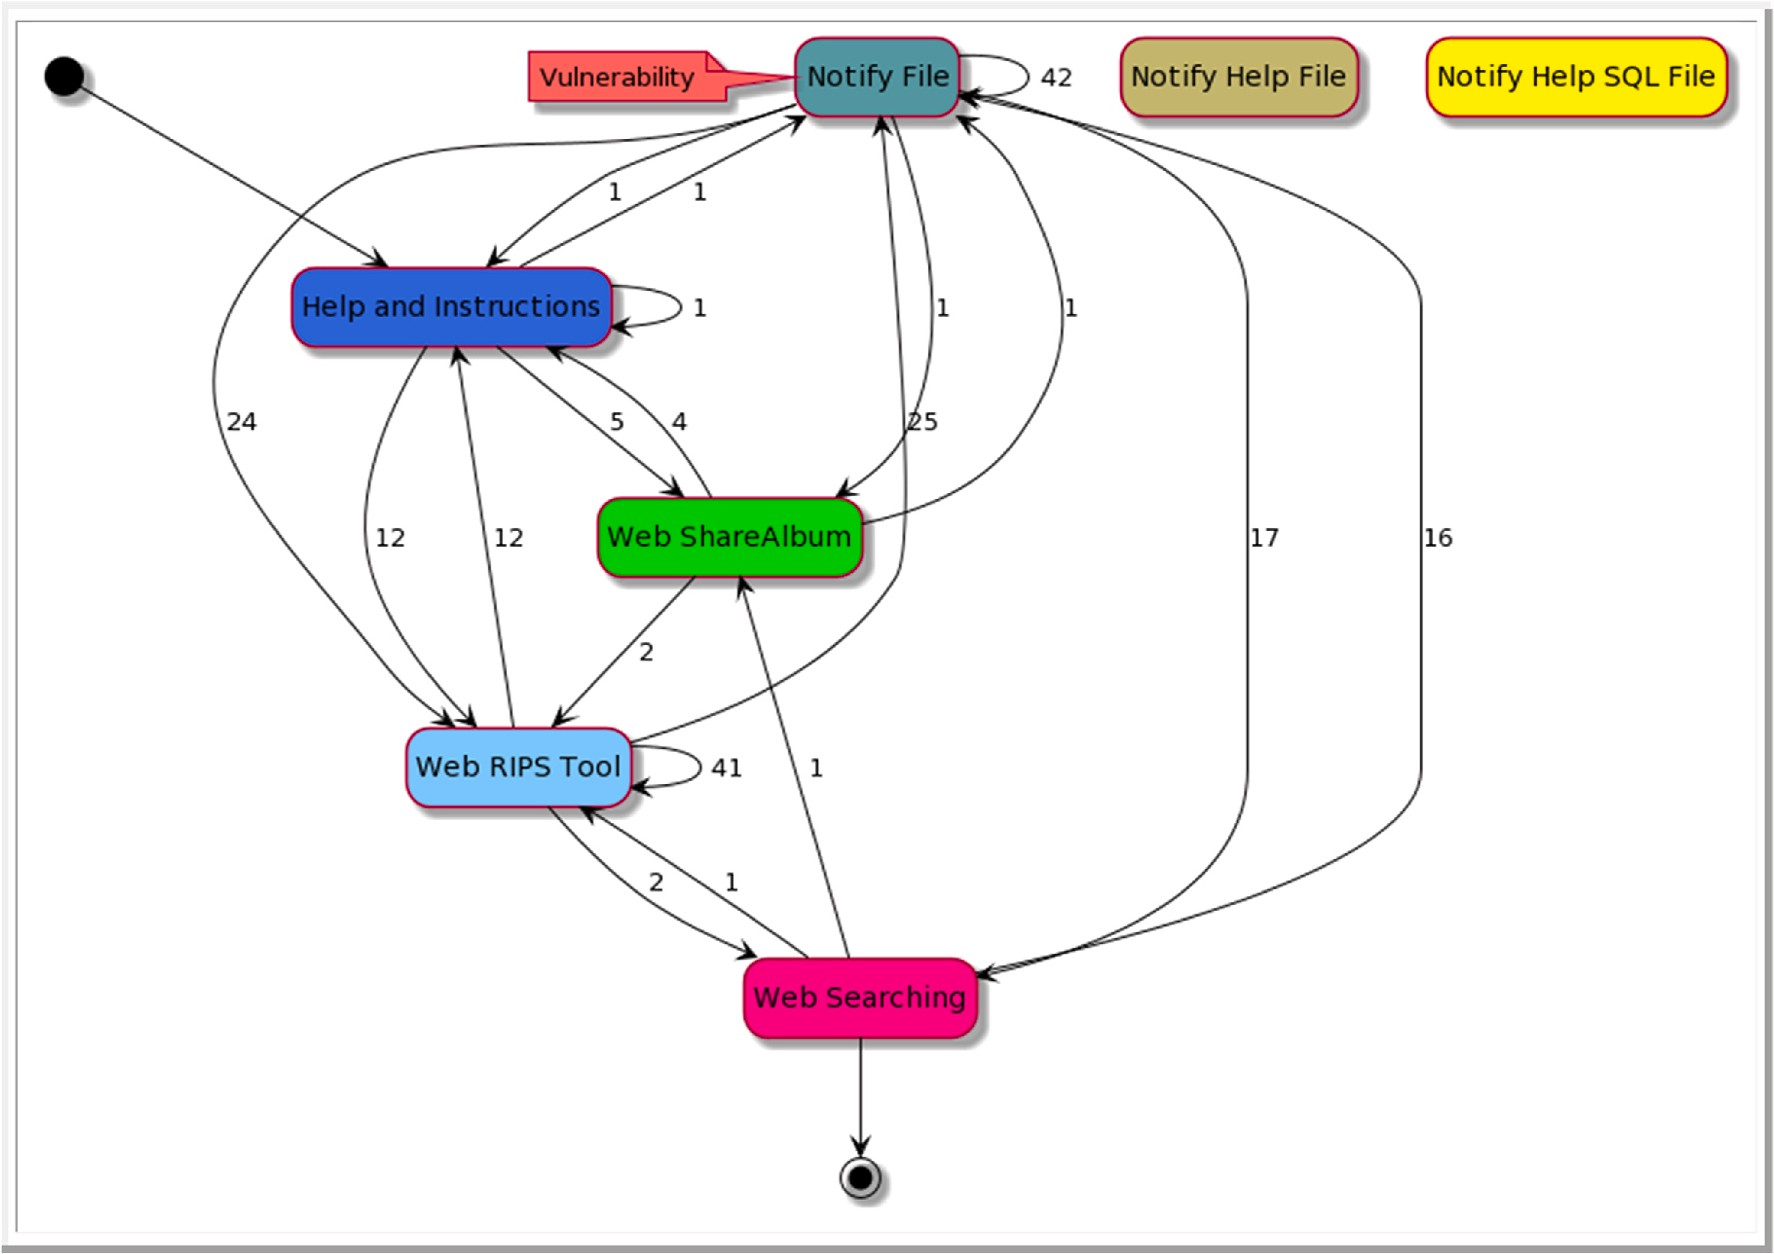 Vulnerability
Notify File
42
Notify Help File
Notify Help SQL File
1
1
Help and Instructions
1
1
1
24
5
4
25
12
12
Web ShareAlbum
17
16
2
Web RIPS Tool
41
1
2
1
Web Searching